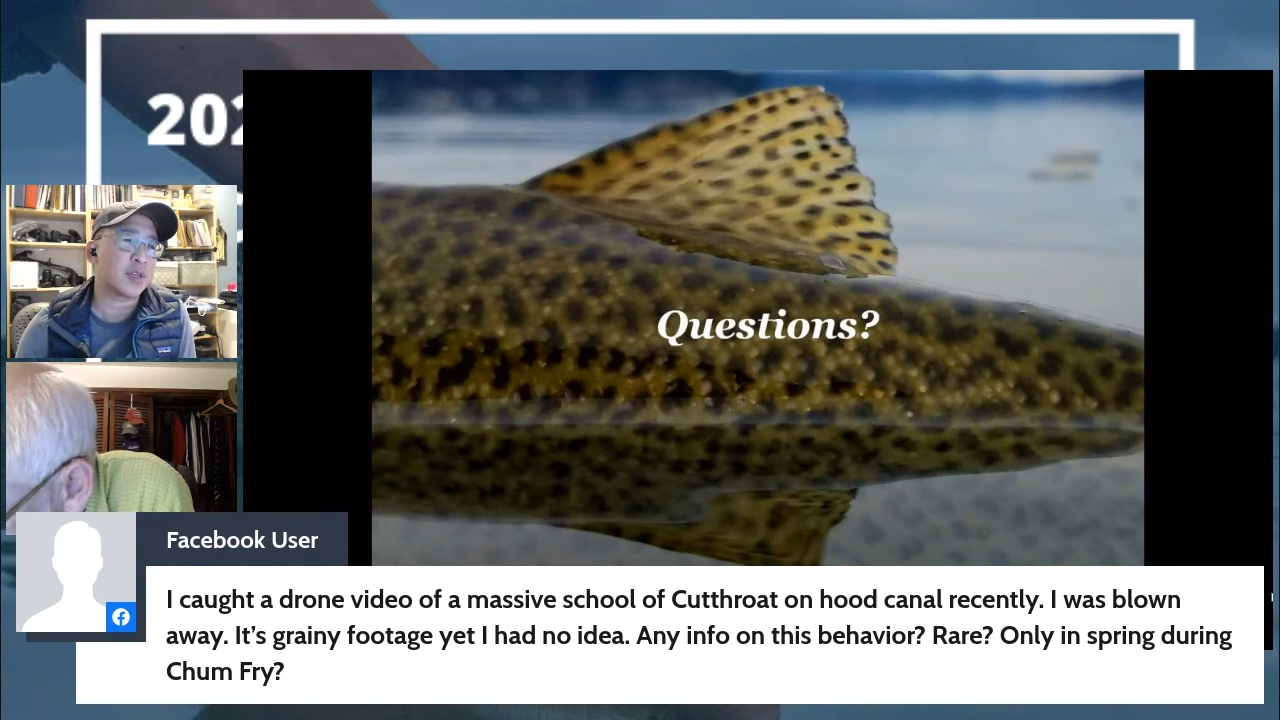 202
Questions?
Facebook User
I caught a drone video of a massive school of Cutthroat on hood canal recently. I was blown
away. It’s grainy footage yet I had no idea. Any info on this behavior? Rare? Only in spring during
Chum Fry?